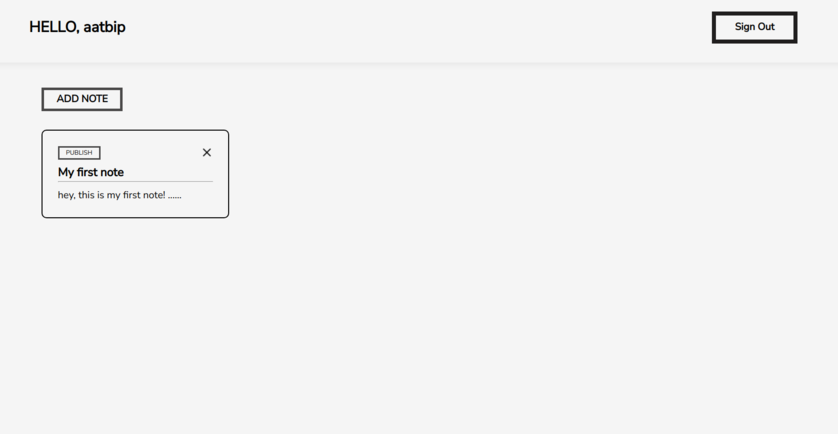 HELLO, aatbip
Sign Out
ADD NOTE
PUBLISH
My first note
hey, this is my first note! ......